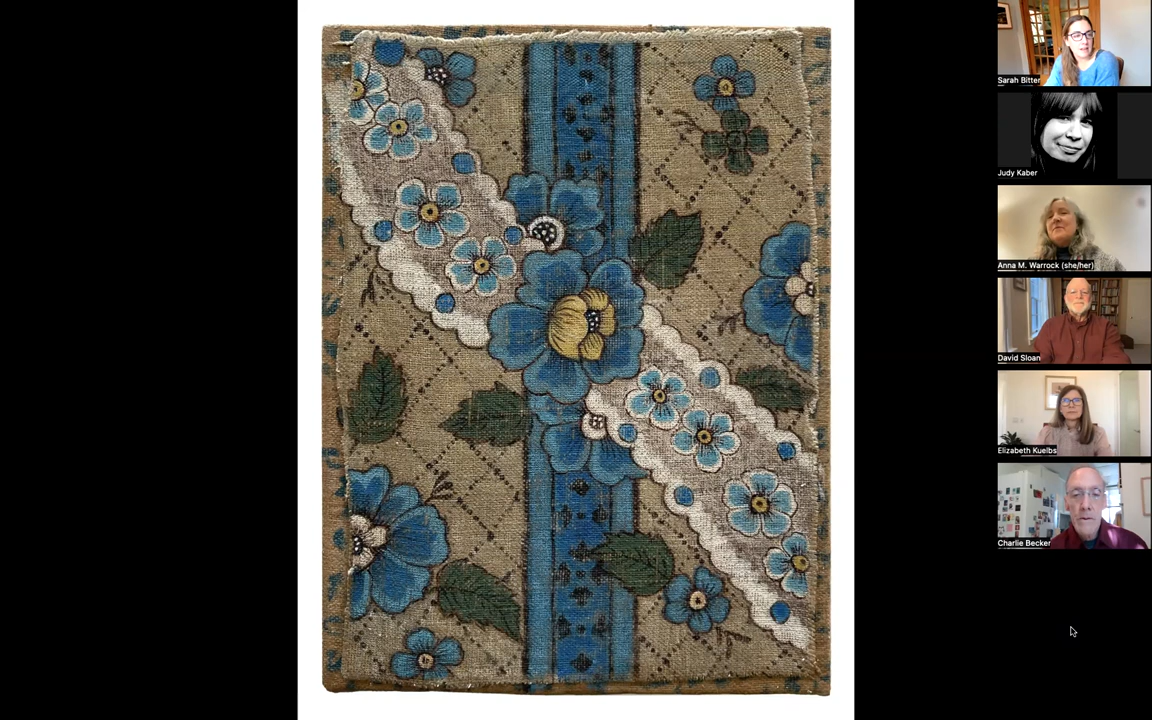 Sarah Bitter
Judy Kaber
Anna M. Warrock (she/her)
David Sloan
Elizabeth Kuelbs
Charlie Becker